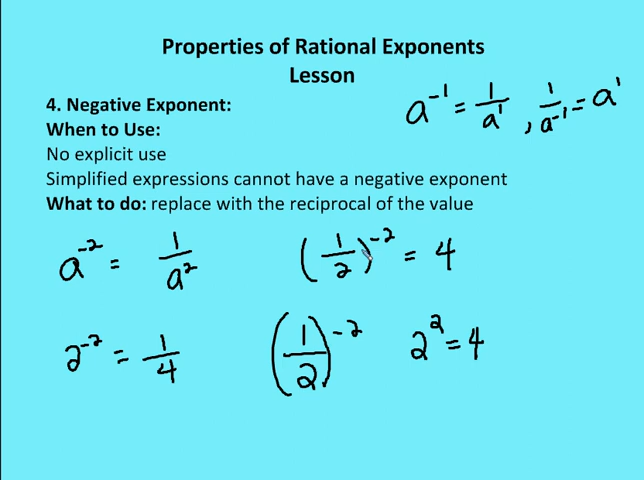 Properties of Rational Exponents
Lesson
4. Negative Exponent:
a⁻¹ = 1/a¹ , 1/a⁻¹ = a¹
When to Use:
No explicit use
Simplified expressions cannot have a negative exponent
What to do: replace with the reciprocal of the value
a⁻² = 1/a² (1/2)⁻² = 4
2⁻² = 1/4 (1/2)⁻² 2² = 4